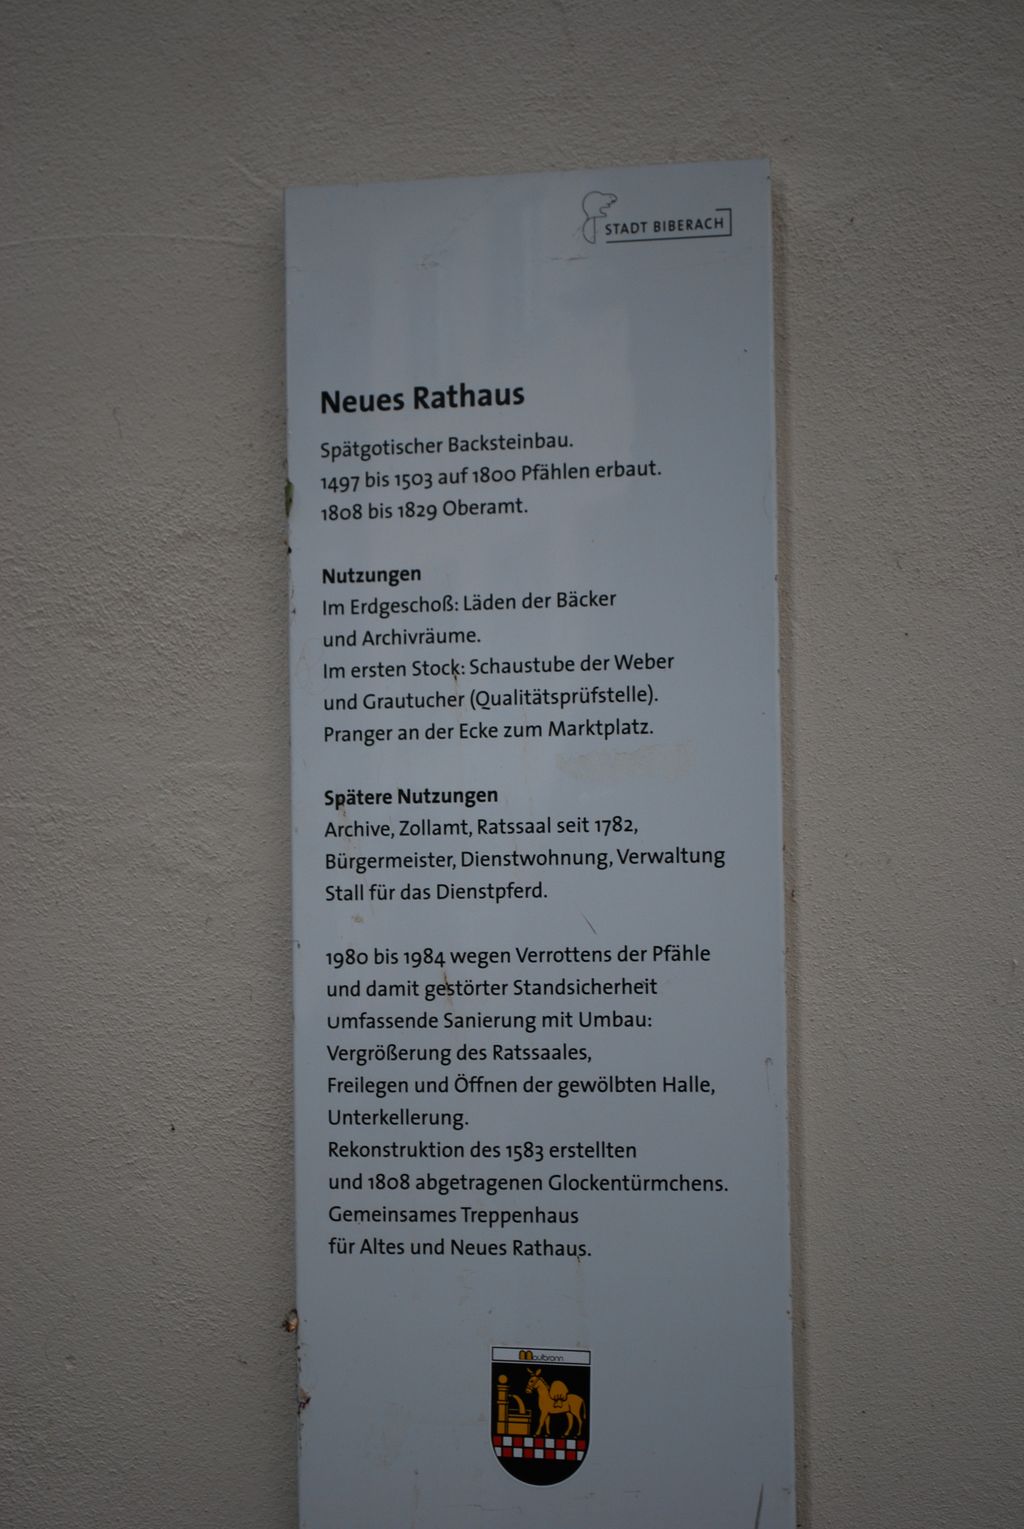 STADT BIBERACH
Neues Rathaus
Spätgotischer Backsteinbau.
1497 bis 1503 auf 1800 Pfählen erbaut.
1808 bis 1829 Oberamt.
Nutzungen
Im Erdgeschoß: Läden der Bäcker
und Archivräume.
Im ersten Stock: Schaustube der Weber
und Grautucher (Qualitätsprüfstelle).
Pranger an der Ecke zum Marktplatz.
Spätere Nutzungen
Archive, Zollamt, Ratssaal seit 1782,
Bürgermeister, Dienstwohnung, Verwaltung
Stall für das Dienstpferd.
1980 bis 1984 wegen Verrottens der Pfähle
und damit gestörter Standsicherheit
umfassende Sanierung mit Umbau:
Vergrößerung des Ratssaales,
Freilegen und Öffnen der gewölbten Halle,
Unterkellerung.
Rekonstruktion des 1583 erstellten
und 1808 abgetragenen Glockentürmchens.
Gemeinsames Treppenhaus
für Altes und Neues Rathaus.
Maulbronn